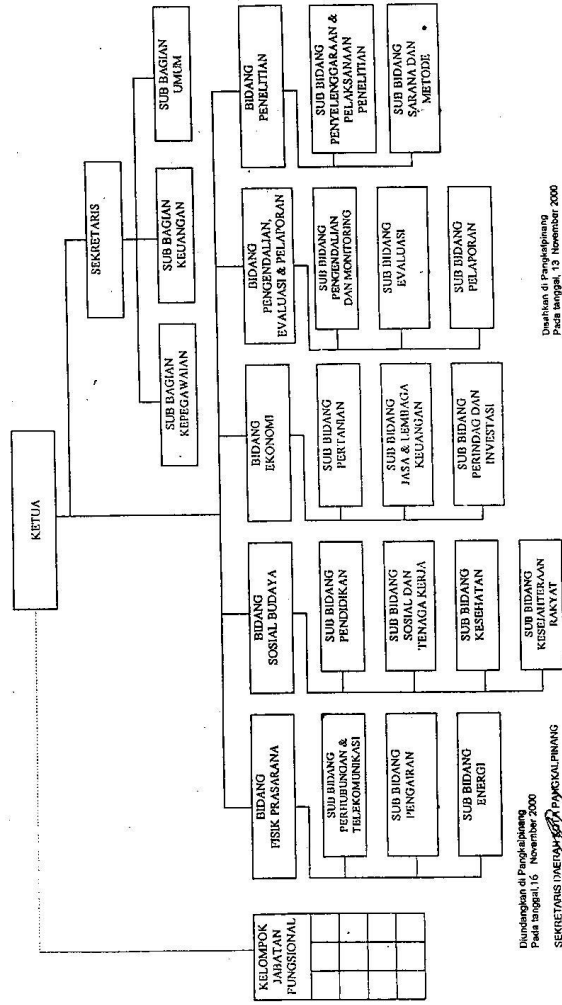 KETUA
SEKRETARIS
SUB BAGIAN
KEPEGAWAIAN
SUB BAGIAN
KEUANGAN
SUB BAGIAN
UMUM
KELOMPOK
JABATAN
FUNGSIONAL
BIDANG
FISIK PRASARANA
BIDANG
SOSIAL BUDAYA
BIDANG
EKONOMI
BIDANG
PENGENDALIAN,
EVALUASI & PELAPORAN
BIDANG
PENELITIAN
SUB BIDANG
PERHUBUNGAN &
TELEKOMUNIKASI
SUB BIDANG
PENDIDIKAN
SUB BIDANG
PERTANIAN
SUB BIDANG
PENGENDALIAN
DAN MONITORING
SUB BIDANG
PENYELENGGARAAN &
PELAKSANAAN
PENELITIAN
SUB BIDANG
PENGAIRAN
SUB BIDANG
SOSIAL DAN
TENAGA KERJA
SUB BIDANG
JASA & LEMBAGA
KEUANGAN
SUB BIDANG
EVALUASI
SUB BIDANG
SARANA DAN
METODE
SUB BIDANG
ENERGI
SUB BIDANG
KESEHATAN
SUB BIDANG
PERINDAG DAN
INVESTASI
SUB BIDANG
PELAPORAN
SUB BIDANG
KESEJAHTERAAN
RAKYAT
Diundangkan di Pangkalpinang
Pada tanggal,16 November 2000
SEKRETARIS DAERAH KOTA PANGKALPINANG
Disahkan di Pangkalpinang
Pada tanggal, 13 November 2000